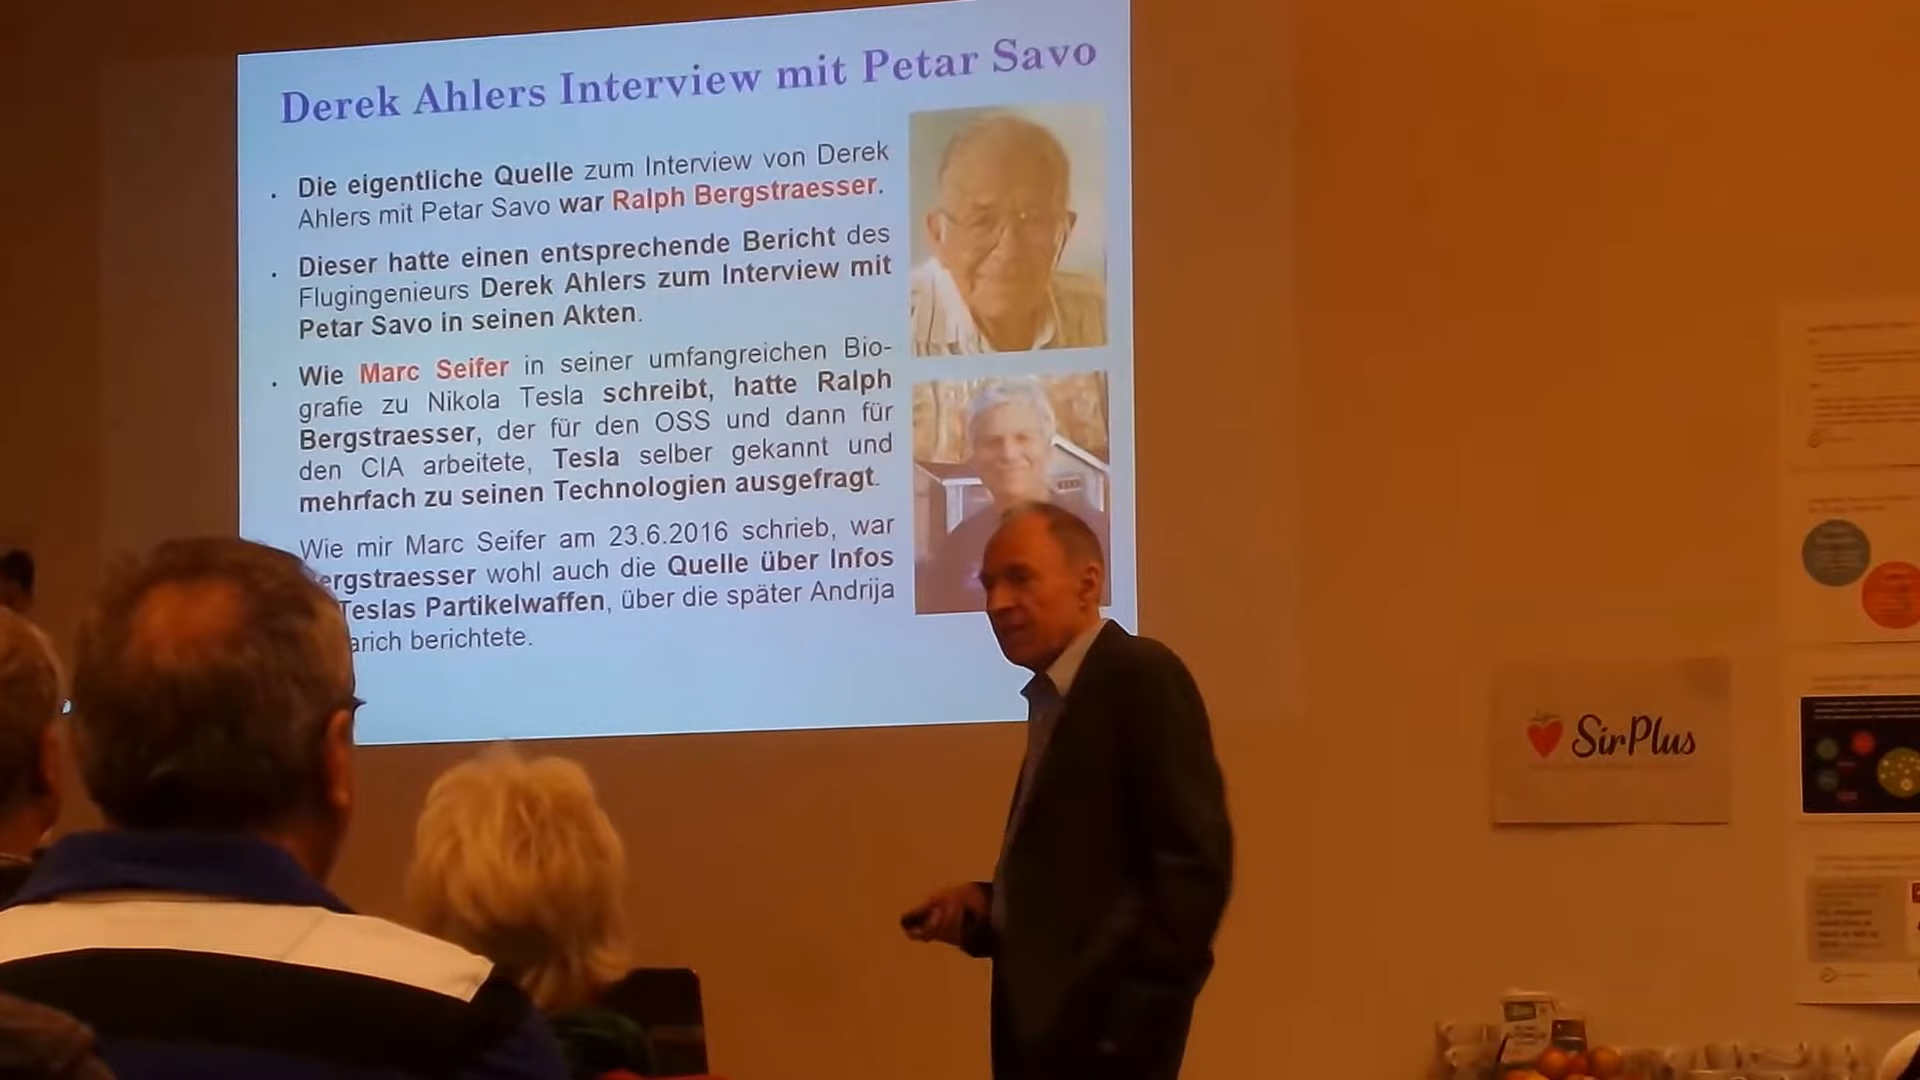 Derek Ahlers Interview mit Petar Savo
. Die eigentliche Quelle zum Interview von Derek
Ahlers mit Petar Savo war Ralph Bergstraesser.
. Dieser hatte einen entsprechende Bericht des
Flugingenieurs Derek Ahlers zum Interview mit
Petar Savo in seinen Akten.
. Wie Marc Seifer in seiner umfangreichen Bio-
grafie zu Nikola Tesla schreibt, hatte Ralph
Bergstraesser, der für den OSS und dann für
den CIA arbeitete, Tesla selber gekannt und
mehrfach zu seinen Technologien ausgefragt.
Wie mir Marc Seifer am 23.6.2016 schrieb, war
ergstraesser wohl auch die Quelle über Infos
Teslas Partikelwaffen, über die später Andrija
arich berichtete.
SirPlus